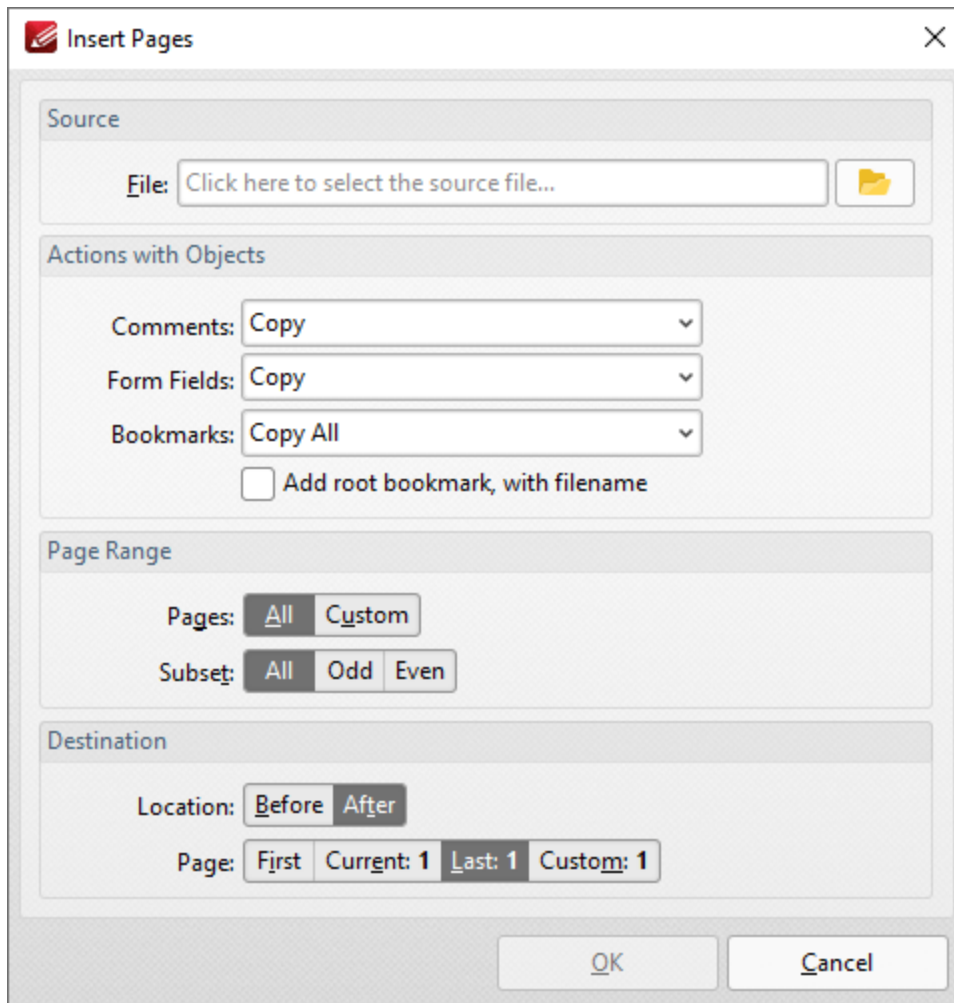 Insert Pages
Source
File: Click here to select the source file...
Actions with Objects
Comments: Copy
Form Fields: Copy
Bookmarks: Copy All
Add root bookmark, with filename
Page Range
Pages: All Custom
Subset: All Odd Even
Destination
Location: Before After
Page: First Current: 1 Last: 1 Custom: 1
OK Cancel